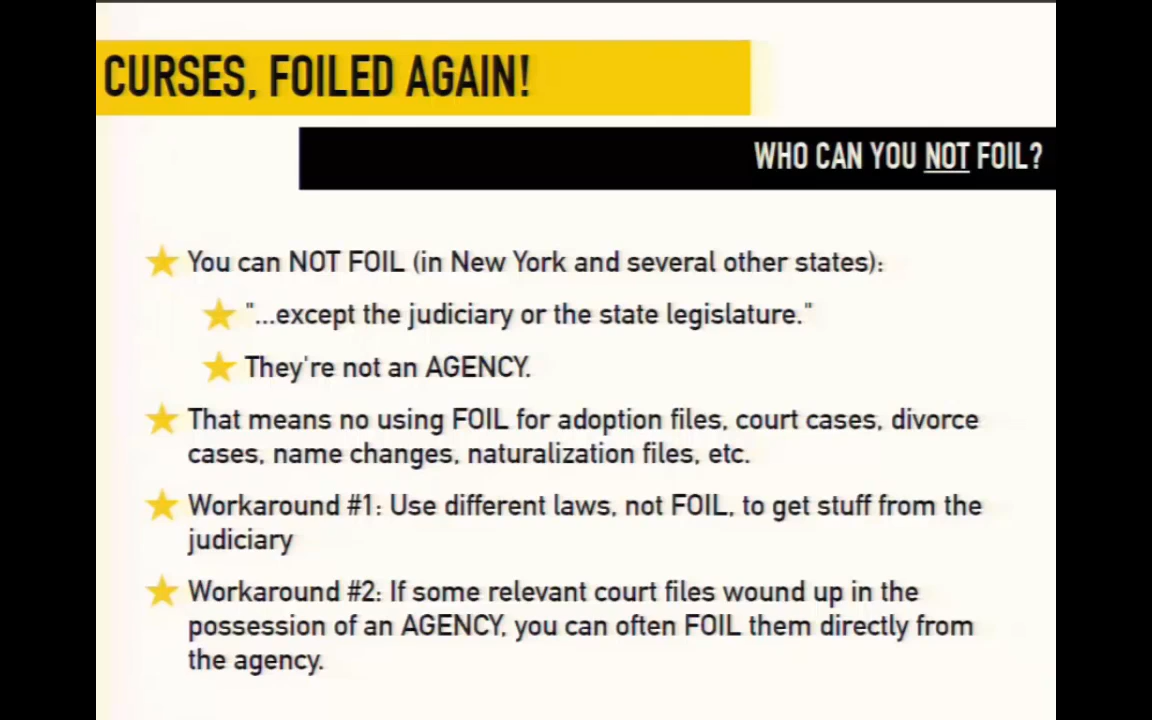 CURSES, FOILED AGAIN!
WHO CAN YOU NOT FOIL?
You can NOT FOIL (in New York and several other states):
"...except the judiciary or the state legislature."
They're not an AGENCY.
That means no using FOIL for adoption files, court cases, divorce
cases, name changes, naturalization files, etc.
Workaround #1: Use different laws, not FOIL, to get stuff from the
judiciary
Workaround #2: If some relevant court files wound up in the
possession of an AGENCY, you can often FOIL them directly from
the agency.